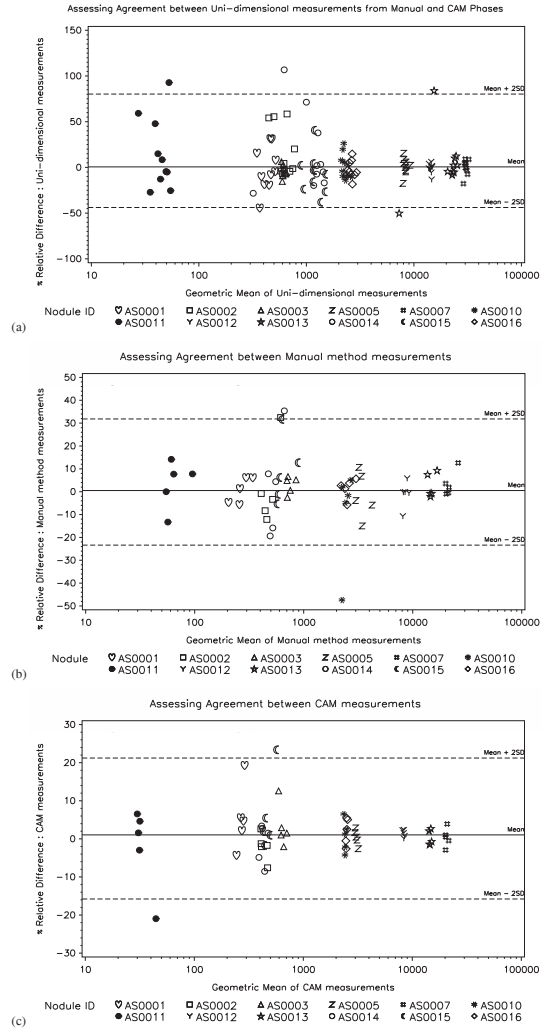 Assessing Agreement between Uni-dimensional measurements from Manual and CAM Phases
% Relative Difference : Uni-dimensional measurements
150
100
50
0
-50
-100
Mean + 2SD
Mean
Mean - 2SD
10 100 1000 10000 100000
Geometric Mean of Uni-dimensional measurements
Nodule ID AS0001 AS0002 AS0003 AS0005 AS0007 AS0010
AS0011 AS0012 AS0013 AS0014 AS0015 AS0016
(a)
Assessing Agreement between Manual method measurements
% Relative Difference : Manual method measurements
50
40
30
20
10
0
-10
-20
-30
-40
-50
Mean + 2SD
Mean
Mean - 2SD
10 100 1000 10000 100000
Geometric Mean of Manual method measurements
Nodule AS0001 AS0002 AS0003 AS0005 AS0007 AS0010
AS0011 AS0012 AS0013 AS0014 AS0015 AS0016
(b)
Assessing Agreement between CAM measurements
% Relative Difference : CAM measurements
30
20
10
0
-10
-20
-30
Mean + 2SD
Mean
Mean - 2SD
10 100 1000 10000 100000
Geometric Mean of CAM measurements
Nodule ID AS0001 AS0002 AS0003 AS0005 AS0007 AS0010
AS0011 AS0012 AS0013 AS0014 AS0015 AS0016
(c)